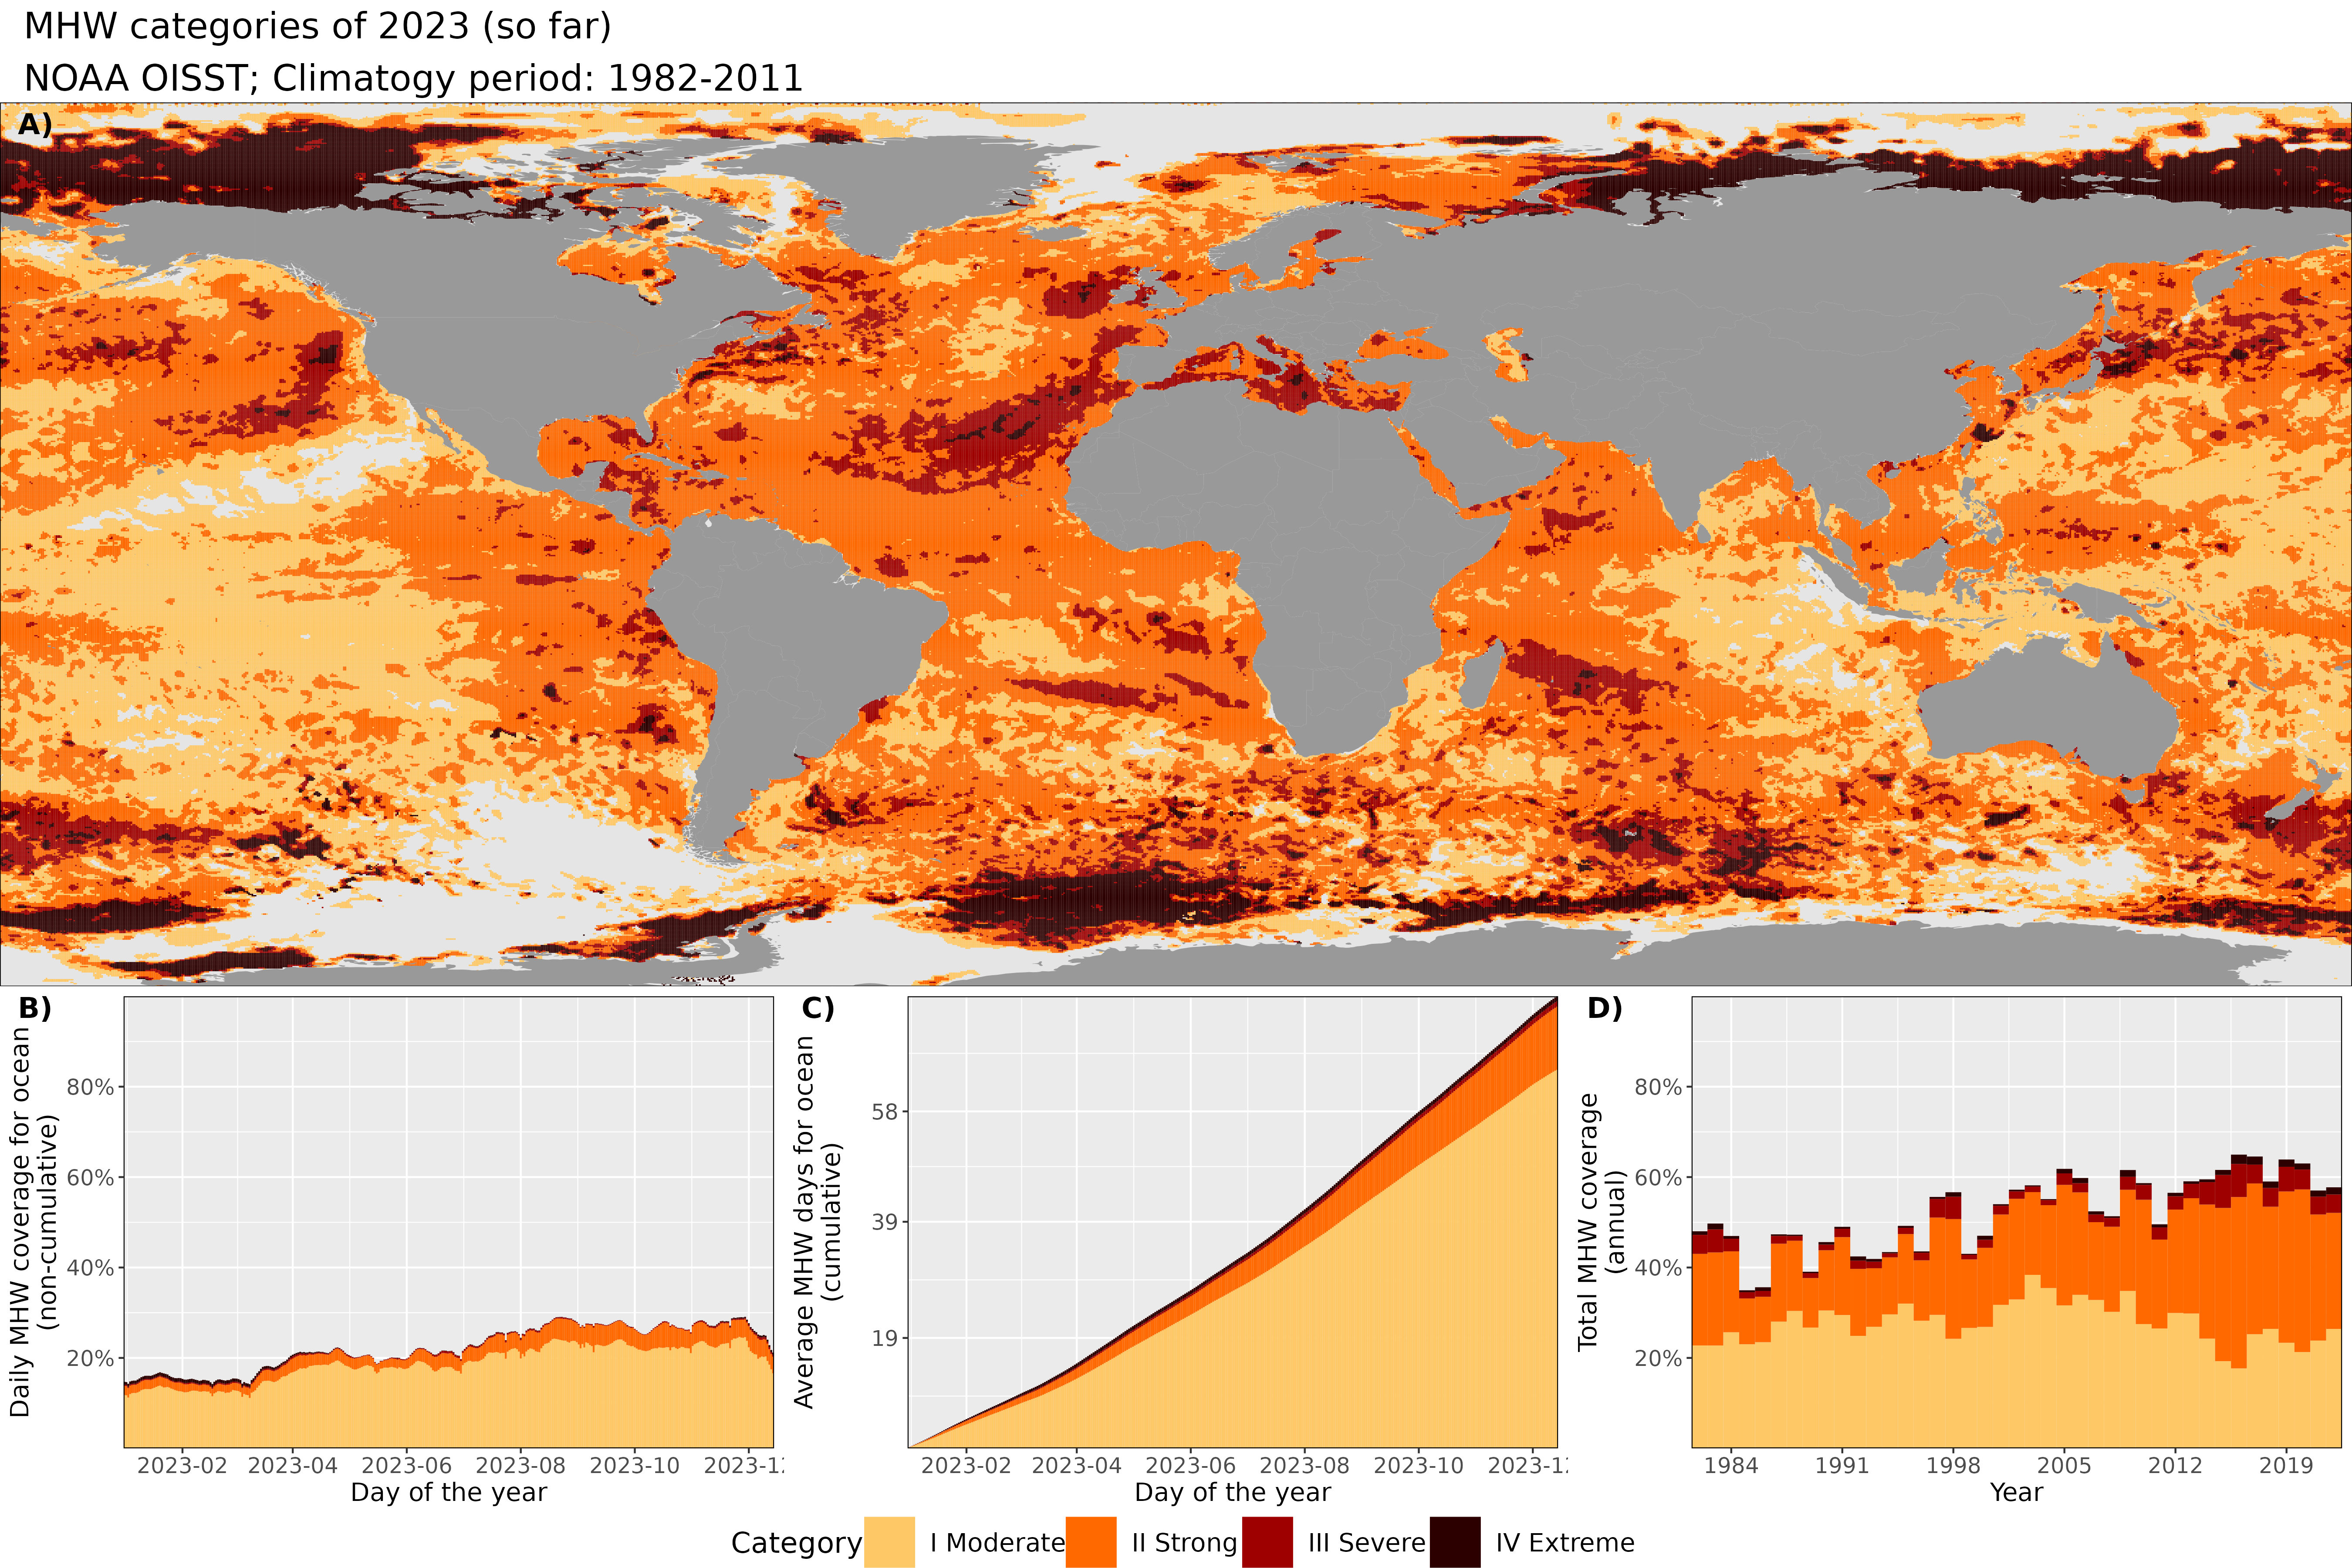 MHW categories of 2023 (so far)
NOAA OISST; Climatogy period: 1982-2011
A)
B)
Daily MHW coverage for ocean
(non-cumulative)
80%
60%
40%
20%
2023-02 2023-04 2023-06 2023-08 2023-10 2023-1
Day of the year
C)
Average MHW days for ocean
(cumulative)
58
39
19
2023-02 2023-04 2023-06 2023-08 2023-10 2023-1
Day of the year
D)
Total MHW coverage
(annual)
80%
60%
40%
20%
1984 1991 1998 2005 2012 2019
Year
Category I Moderate II Strong III Severe IV Extreme